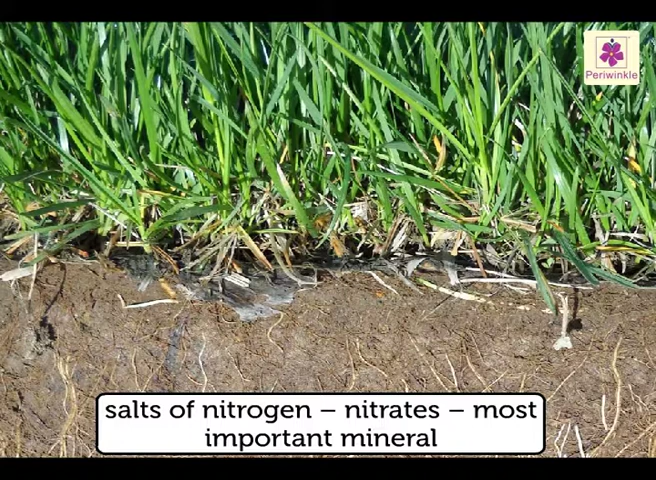 Periwinkle
salts of nitrogen – nitrates – most
important mineral